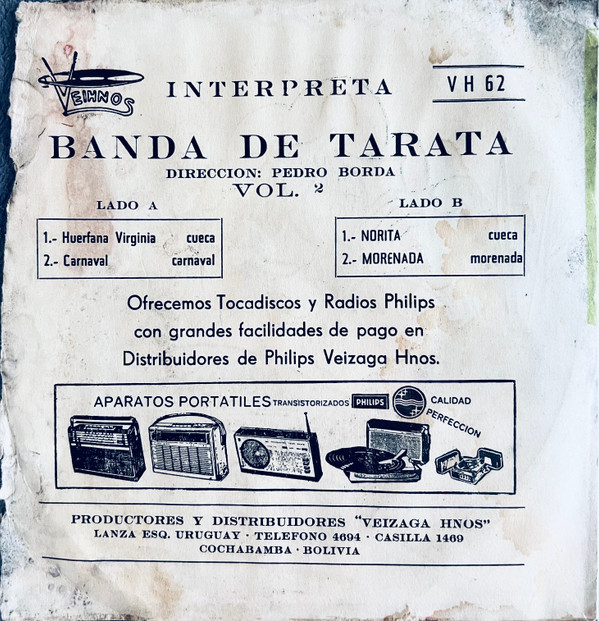 VEIHNOS
INTERPRETA
VH 62
BANDA DE TARATA
DIRECCION: PEDRO BORDA
VOL. 2
LADO A
1.- Huerfana Virginia cueca
2.- Carnaval carnaval
LADO B
1.- NORITA cueca
2.- MORENADA morenada
Ofrecemos Tocadiscos y Radios Philips
con grandes facilidades de pago en
Distribuidores de Philips Veizaga Hnos.
APARATOS PORTATILES TRANSISTORIZADOS PHILIPS CALIDAD
PERFECCION
PRODUCTORES Y DISTRIBUIDORES "VEIZAGA HNOS"
LANZA ESQ. URUGUAY · TELEFONO 4694 · CASILLA 1469
COCHABAMBA · BOLIVIA